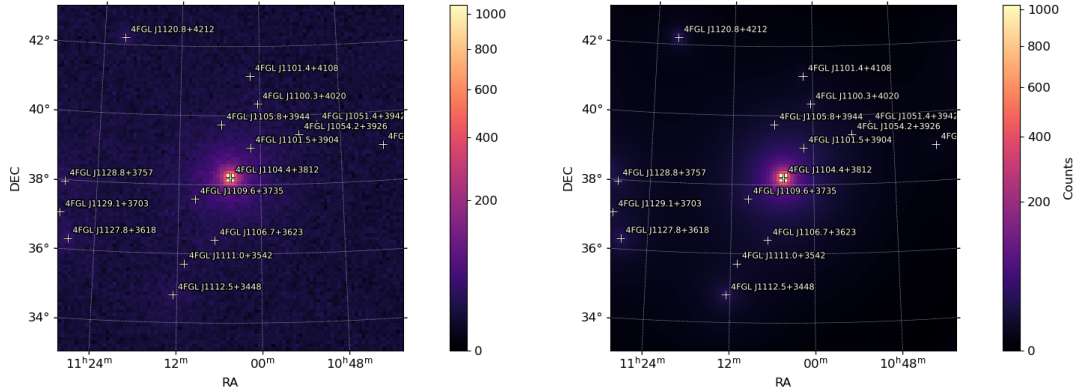 4FGL J1120.8+4212
4FGL J1101.4+4108
4FGL J1100.3+4020
4FGL J1105.8+3944
4FGL J1051.4+3942
4FGL J1054.2+3926
4FG
4FGL J1101.5+3904
4FGL J1104.4+3812
4FGL J1128.8+3757
4FGL J1109.6+3735
4FGL J1129.1+3703
4FGL J1127.8+3618
4FGL J1106.7+3623
4FGL J1111.0+3542
4FGL J1112.5+3448
42°
40°
38°
36°
34°
DEC
11ʰ24ᵐ
12ᵐ
00ᵐ
10ʰ48ᵐ
RA
1000
800
600
400
200
0
4FGL J1120.8+4212
4FGL J1101.4+4108
4FGL J1100.3+4020
4FGL J1105.8+3944
4FGL J1051.4+3942
4FGL J1054.2+3926
4FG
4FGL J1101.5+3904
4FGL J1104.4+3812
4FGL J1128.8+3757
4FGL J1109.6+3735
4FGL J1129.1+3703
4FGL J1127.8+3618
4FGL J1106.7+3623
4FGL J1111.0+3542
4FGL J1112.5+3448
42°
40°
38°
36°
34°
DEC
11ʰ24ᵐ
12ᵐ
00ᵐ
10ʰ48ᵐ
RA
1000
800
600
400
200
0
Counts